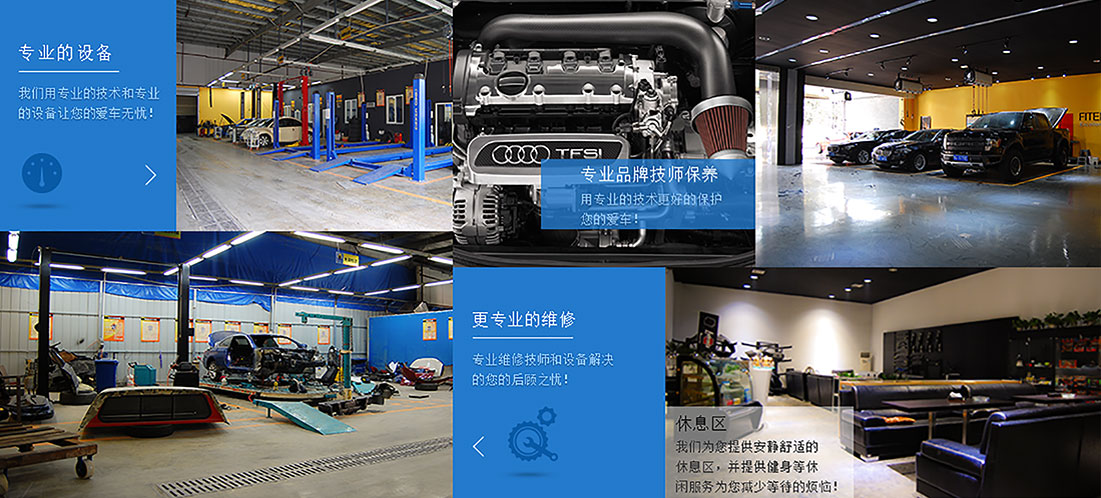 专业的设备
我们用专业的技术和专业
的设备让您的爱车无忧！
TFSI
专业品牌技师保养
用专业的技术更好的保护
您的爱车！
FITE
更专业的维修
专业维修技师和设备解决
的您的后顾之忧！
休息区
我们为您提供安静舒适的
休息区，并提供健身等休
闲服务为您减少等待的烦恼！